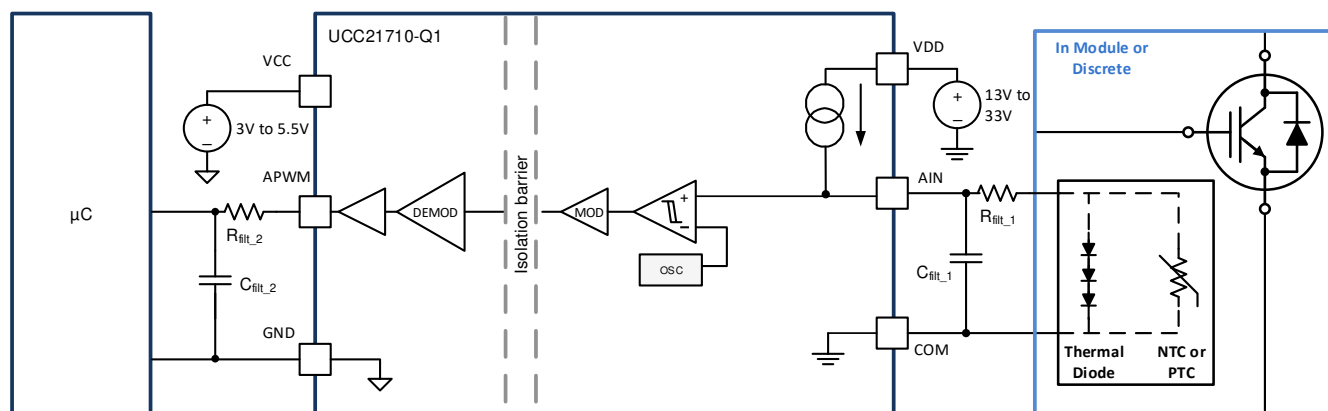 UCC21710-Q1
VCC
VDD
In Module or
Discrete
+
−
3V to 5.5V
+
−
13V to
33V
APWM
AIN
µC
DEMOD
Isolation barrier
MOD
+
−
Rfilt_2
Rfilt_1
OSC
Cfilt_2
Cfilt_1
GND
COM
Thermal
Diode
NTC or
PTC